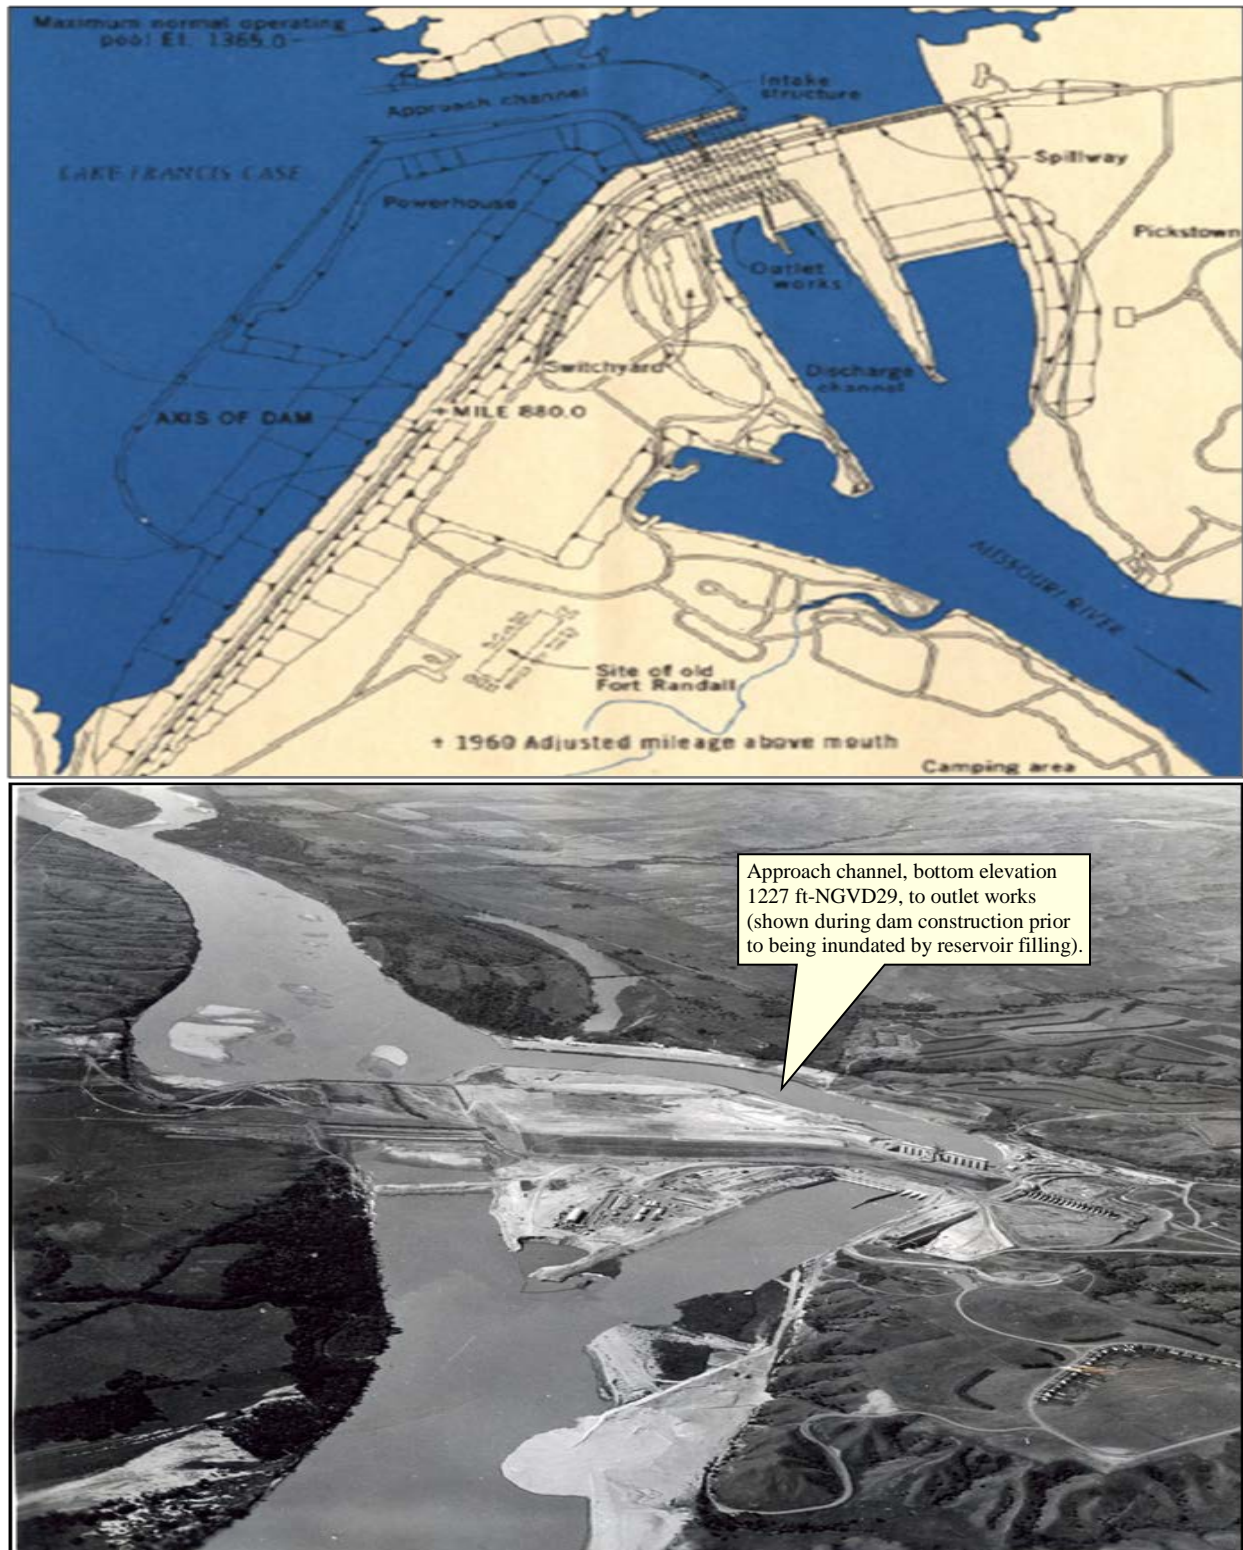 Maximum normal operating
pool El. 1365.0
Approach channel
Intake
structure
LAKE FRANCIS CASE
Spillway
Powerhouse
Pickstown
Outlet
works
Switchyard
Discharge
channel
AXIS OF DAM
+MILE 880.0
MISSOURI RIVER
Site of old
Fort Randall
+ 1960 Adjusted mileage above mouth
Camping area
Approach channel, bottom elevation
1227 ft-NGVD29, to outlet works
(shown during dam construction prior
to being inundated by reservoir filling).